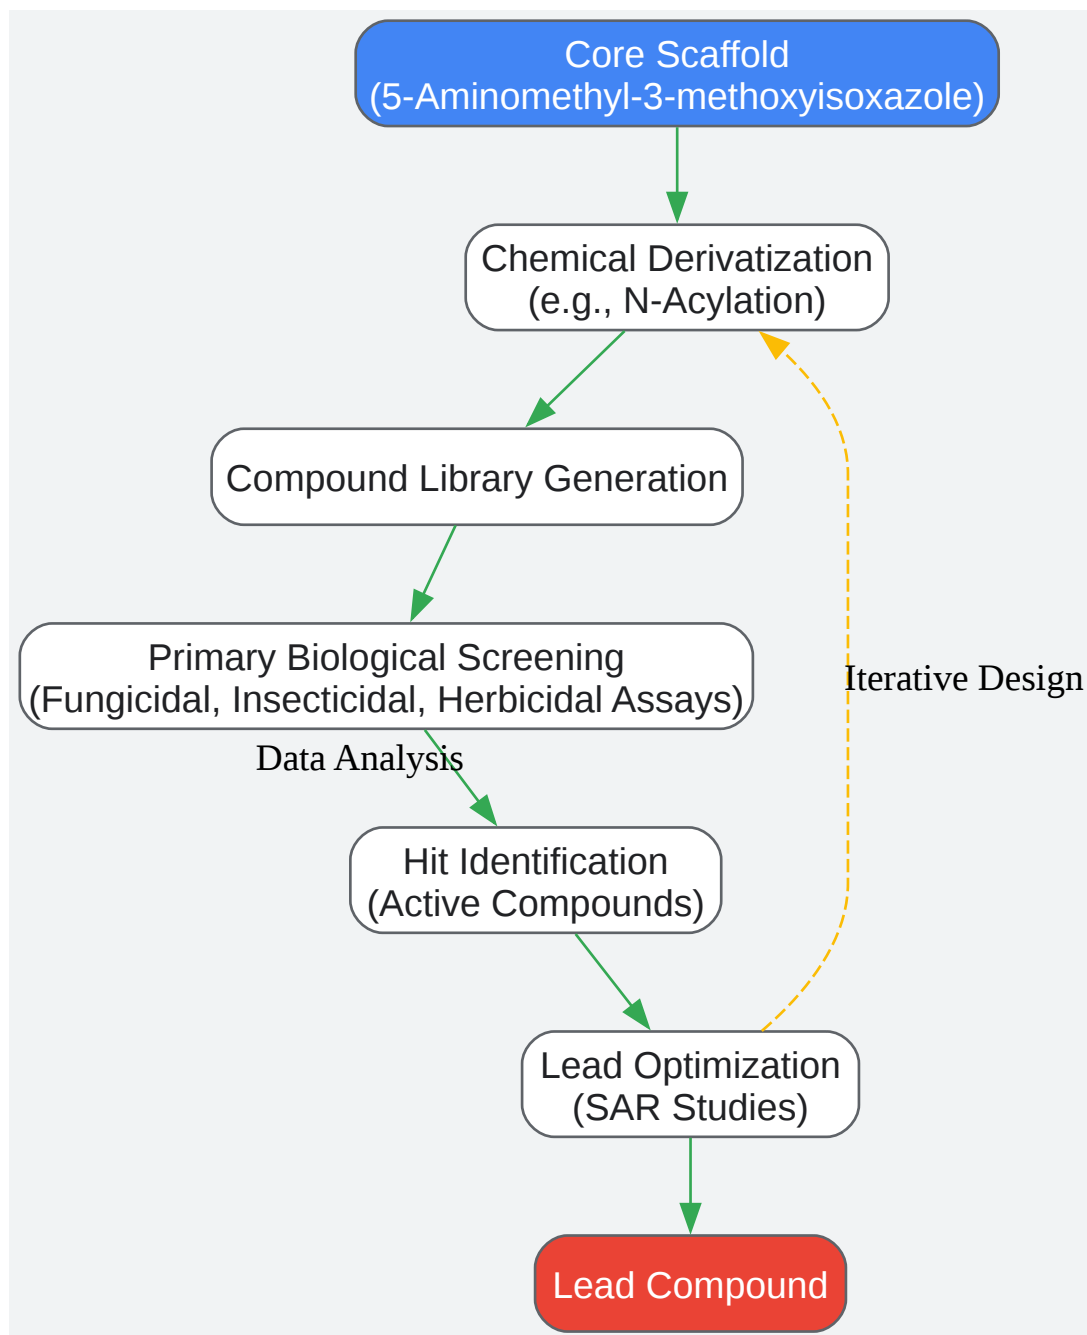 Core Scaffold
(5-Aminomethyl-3-methoxyisoxazole)
Chemical Derivatization
(e.g., N-Acylation)
Compound Library Generation
Primary Biological Screening
(Fungicidal, Insecticidal, Herbicidal Assays)
Iterative Design
Data Analysis
Hit Identification
(Active Compounds)
Lead Optimization
(SAR Studies)
Lead Compound